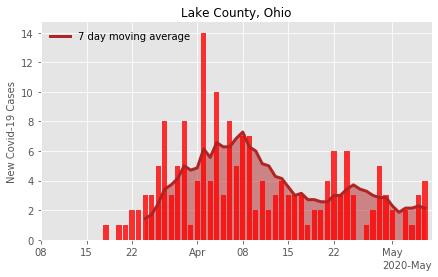 Lake County, Ohio
7 day moving average
New Covid-19 Cases
14
12
10
8
6
4
2
0
08
15
22
Apr
08
15
22
May
2020-May